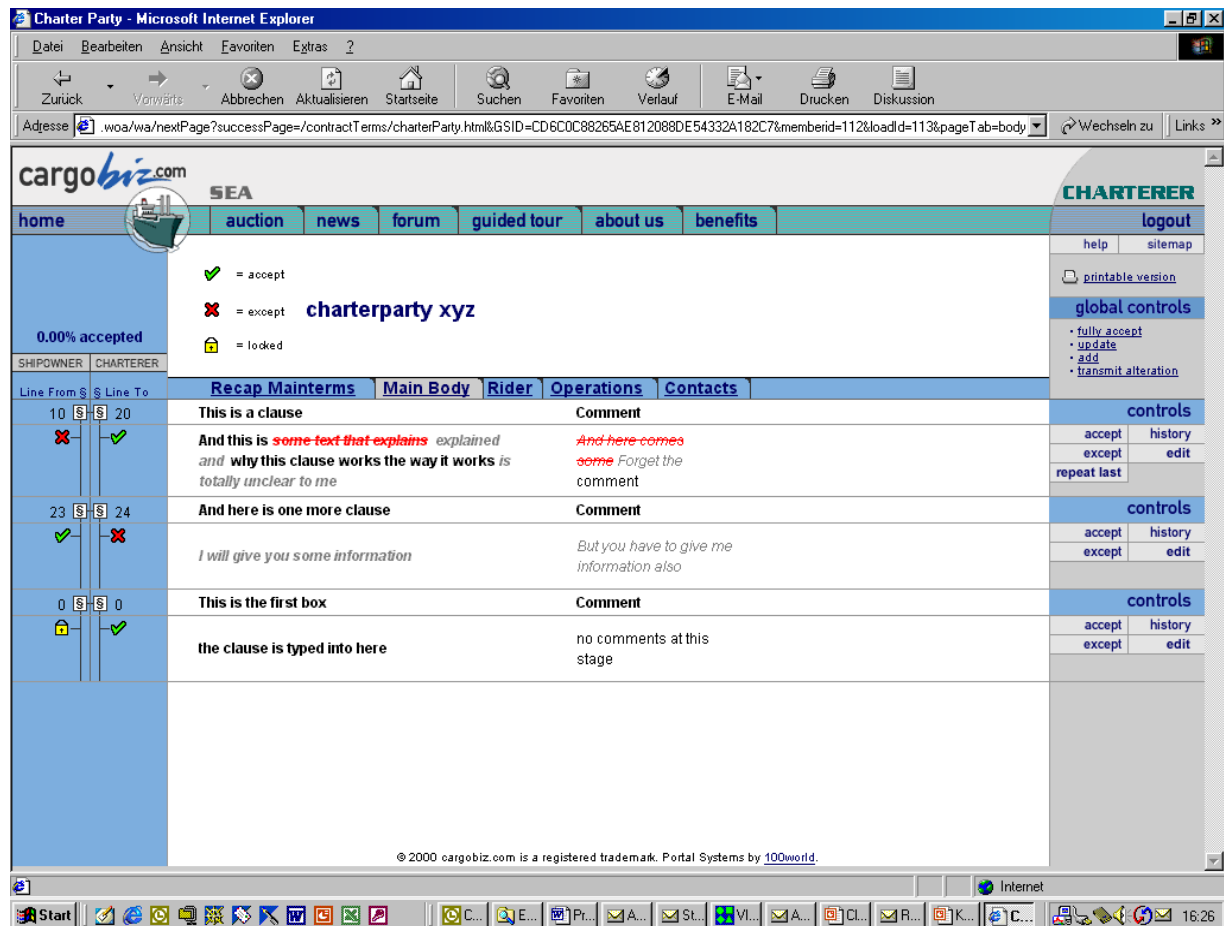 Charter Party - Microsoft Internet Explorer
Datei Bearbeiten Ansicht Favoriten Extras ?
Zurück Vorwärts Abbrechen Aktualisieren Startseite Suchen Favoriten Verlauf E-Mail Drucken Diskussion
Adresse .woa/wa/nextPage?successPage=/contractTerms/charterParty.html&GSID=CD6C0C88265AE812088DE54332A182C7&memberid=112&loadId=113&pageTab=body Wechseln zu Links »
cargobiz.com SEA CHARTERER
home auction news forum guided tour about us benefits logout
help sitemap
= accept
printable version
= except charterparty xyz
global controls
0.00% accepted
= locked
• fully accept
• update
• add
• transmit alteration
SHIPOWNER CHARTERER
Line From § § Line To Recap Mainterms Main Body Rider Operations Contacts
10 § § 20 This is a clause Comment controls
And this is some text that explains explained And here comes accept history
and why this clause works the way it works is some Forget the except edit
totally unclear to me comment repeat last
23 § § 24 And here is one more clause Comment controls
accept history
I will give you some information But you have to give me except edit
information also
0 § § 0 This is the first box Comment controls
accept history
the clause is typed into here no comments at this except edit
stage
© 2000 cargobiz.com is a registered trademark. Portal Systems by 100world.
Internet
Start C... E... Pr... A... St... VI... A... Cl... R... K... C... 16:26